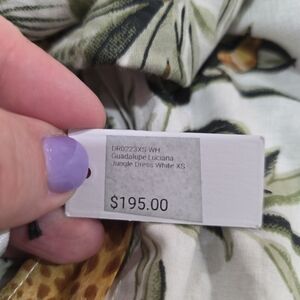 DR0223XS-WH
Guadalupe Luciana
Jungle Dress White XS
$195.00